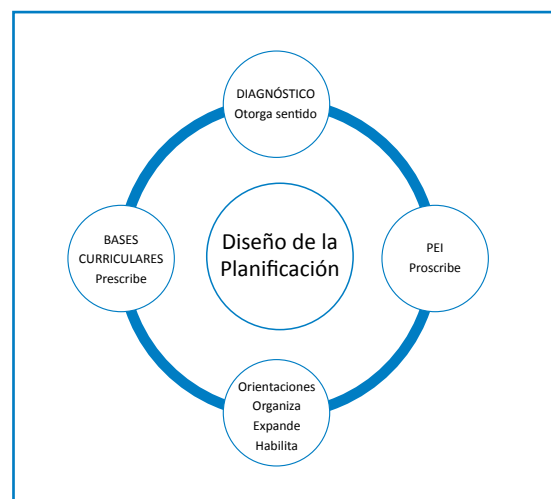 DIAGNÓSTICO
Otorga sentido
BASES
CURRICULARES
Prescribe
Diseño de la
Planificación
PEI
Proscribe
Orientaciones
Organiza
Expande
Habilita